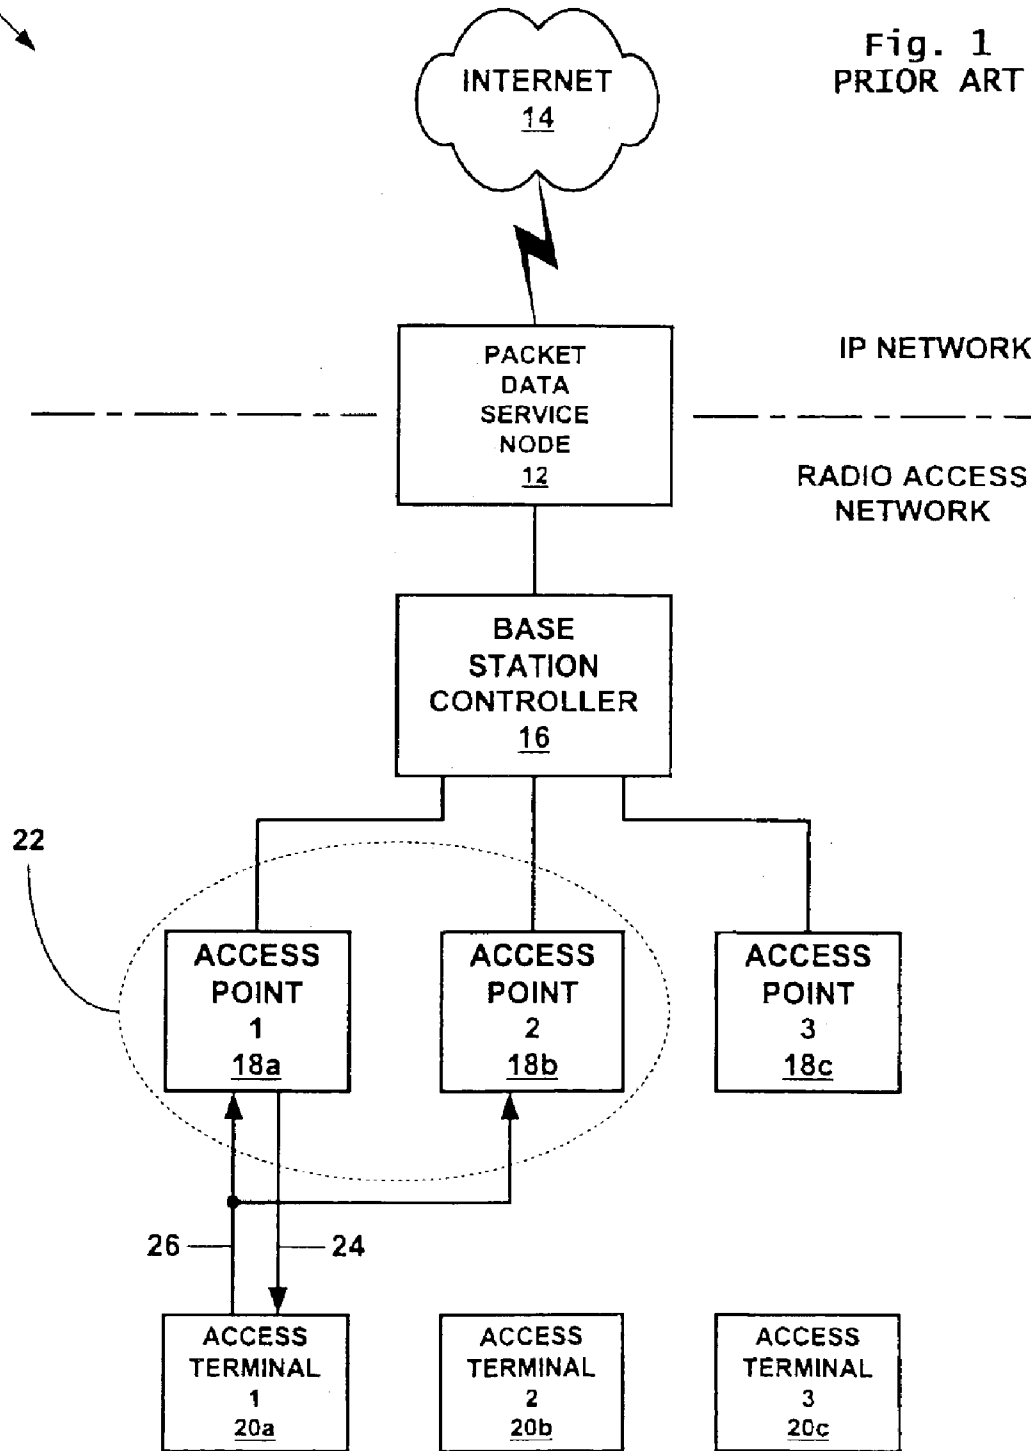 Fig. 1
PRIOR ART
INTERNET
14
IP NETWORK
PACKET
DATA
SERVICE
NODE
12
RADIO ACCESS
NETWORK
BASE
STATION
CONTROLLER
16
22
ACCESS
POINT
1
18a
ACCESS
POINT
2
18b
ACCESS
POINT
3
18c
26
24
ACCESS
TERMINAL
1
20a
ACCESS
TERMINAL
2
20b
ACCESS
TERMINAL
3
20c